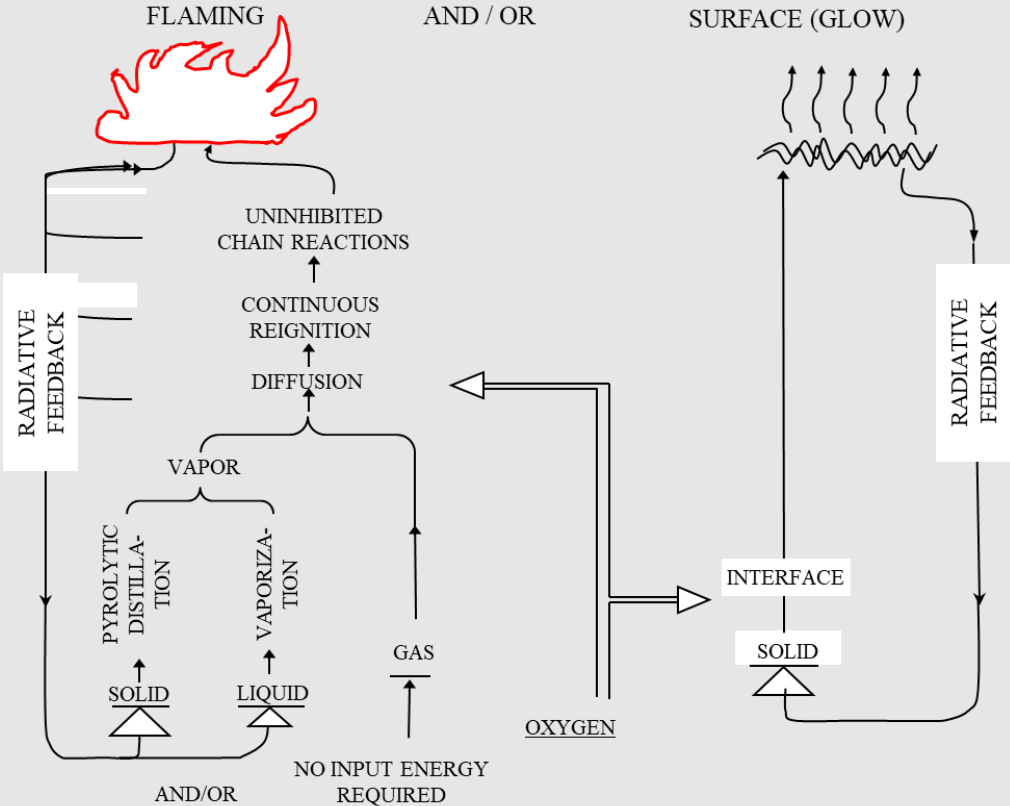 FLAMING
AND / OR
SURFACE (GLOW)
UNINHIBITED
CHAIN REACTIONS
CONTINUOUS
REIGNITION
DIFFUSION
RADIATIVE
FEEDBACK
RADIATIVE
FEEDBACK
VAPOR
PYROLYTIC
DISTILLA-
TION
VAPORIZA-
TION
INTERFACE
GAS
SOLID
SOLID
LIQUID
OXYGEN
NO INPUT ENERGY
REQUIRED
AND/OR